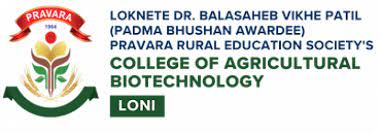 PRAVARA
1964
LOKNETE DR. BALASAHEB VIKHE PATIL
(PADMA BHUSHAN AWARDEE)
PRAVARA RURAL EDUCATION SOCIETY'S
COLLEGE OF AGRICULTURAL
BIOTECHNOLOGY
LONI